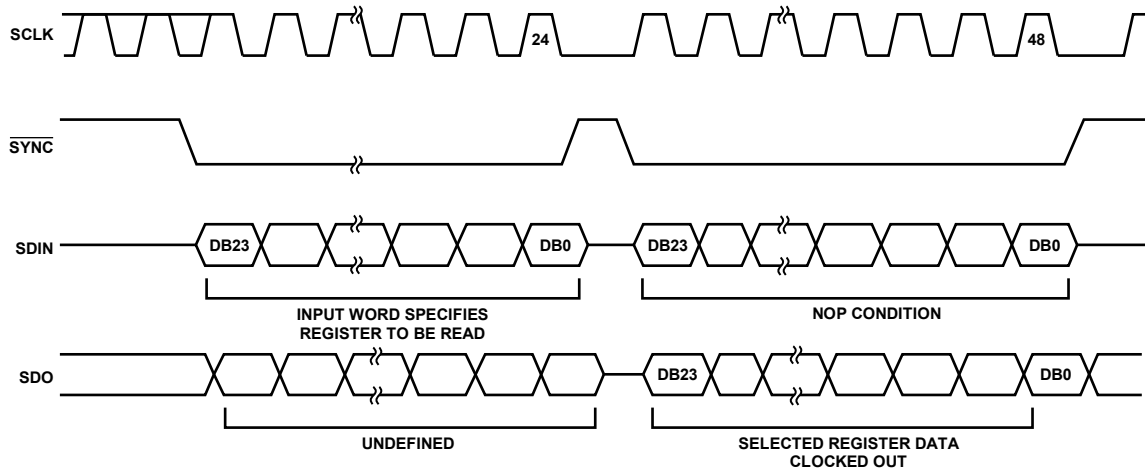 SCLK
24
48
SYNC
SDIN
DB23
DB0
DB23
DB0
INPUT WORD SPECIFIES
REGISTER TO BE READ
NOP CONDITION
SDO
DB23
DB0
UNDEFINED
SELECTED REGISTER DATA
CLOCKED OUT